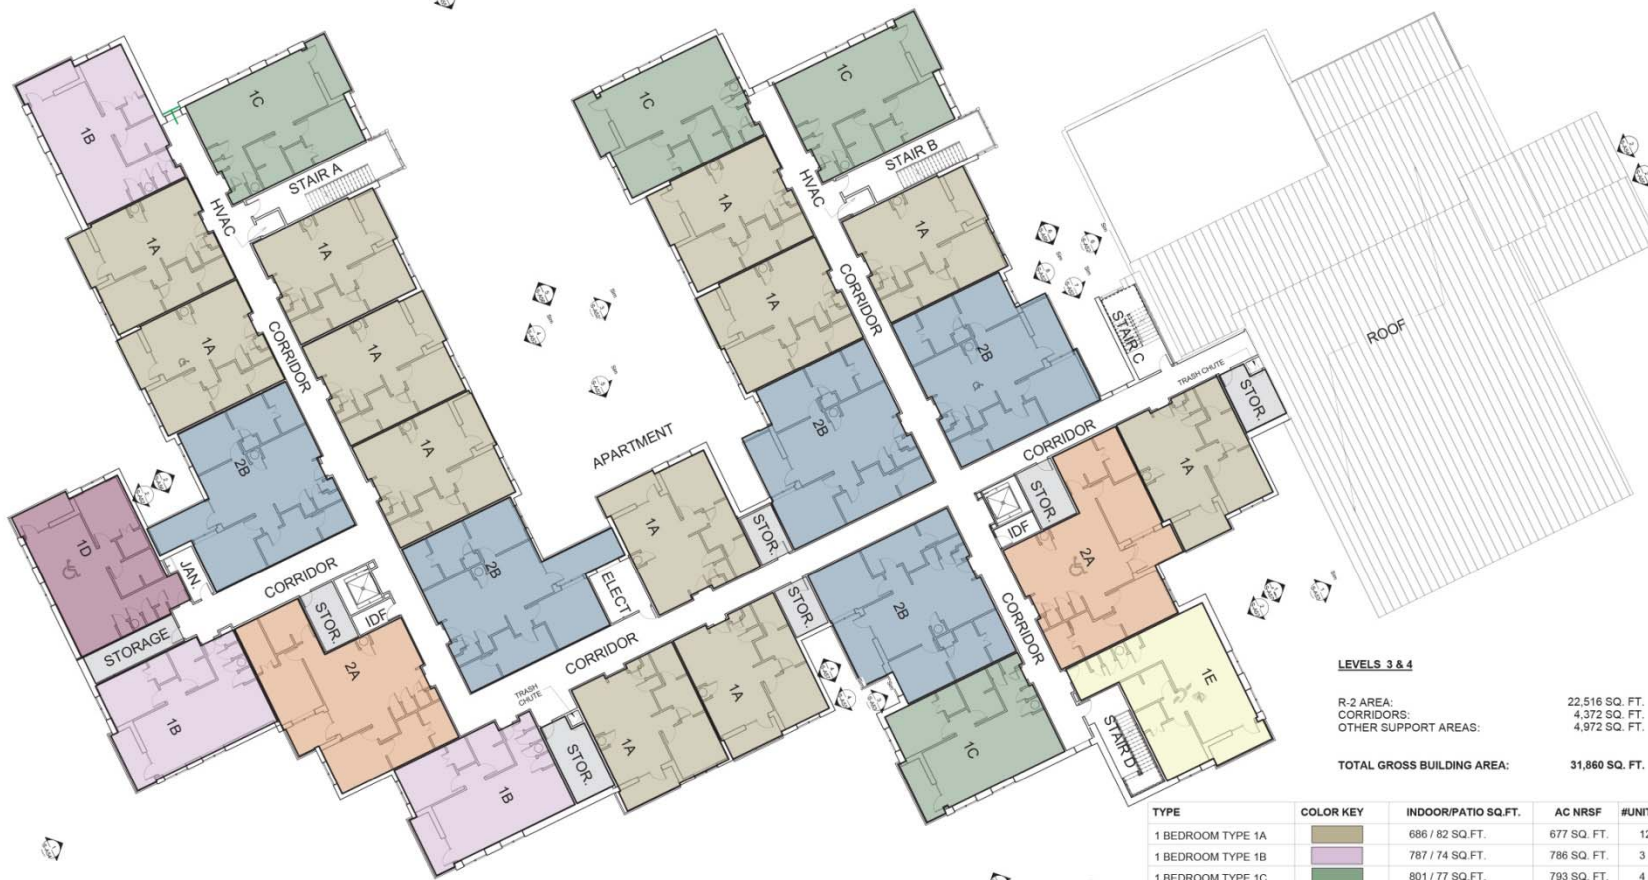 1B
1C
1C
1C
STAIR A
STAIR B
HVAC
HVAC
1A
1A
1A
1A
1A
1A
1A
1A
CORRIDOR
CORRIDOR
2B
2B
2B
1A
STAIR C
ROOF
TRASH CHUTE
STOR.
APARTMENT
CORRIDOR
1A
1D
JAN.
CORRIDOR
2B
1A
STOR.
STOR.
IDF
2A
ELECT
STOR.
IDF
2B
STOR.
CORRIDOR
STORAGE
CORRIDOR
1B
2A
TRASH
CHUTE
1A
1A
1C
1E
STAIR D
1B
STOR.
LEVELS 3 & 4
R-2 AREA: 22,516 SQ. FT.
CORRIDORS: 4,372 SQ. FT.
OTHER SUPPORT AREAS: 4,972 SQ. FT.
TOTAL GROSS BUILDING AREA: 31,860 SQ. FT.
TYPE COLOR KEY INDOOR/PATIO SQ.FT. AC NRSF #UNIT
1 BEDROOM TYPE 1A 686 / 82 SQ.FT. 677 SQ. FT. 12
1 BEDROOM TYPE 1B 787 / 74 SQ.FT. 786 SQ. FT. 3
1 BEDROOM TYPE 1C 801 / 77 SQ.FT. 793 SQ. FT. 4